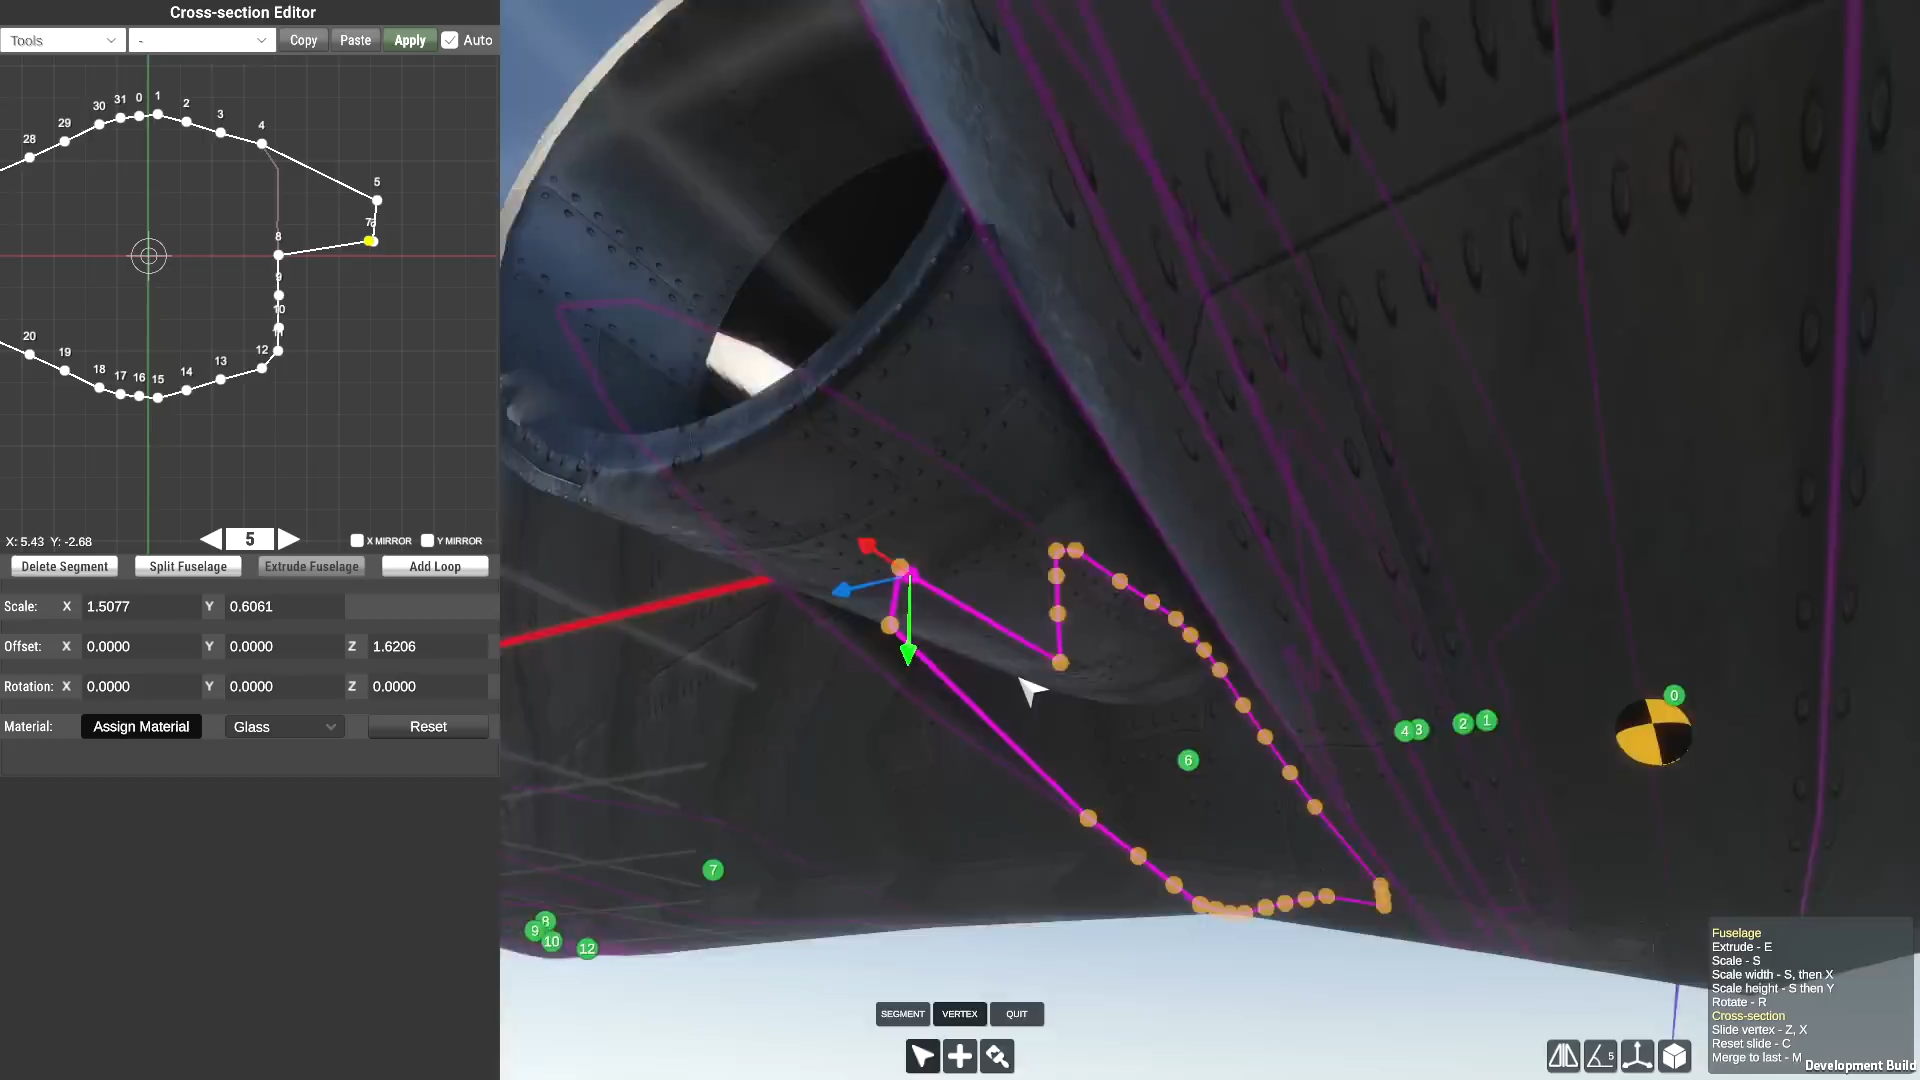 Cross-section Editor
Tools
-
Copy
Paste
Apply
Auto
28
29
30
31
0
1
2
3
4
5
8
9
10
12
13
14
15
16
17
18
19
20
X: 5.43 Y: -2.68
5
X MIRROR
Y MIRROR
Delete Segment
Split Fuselage
Extrude Fuselage
Add Loop
Scale: X 1.5077 Y 0.6061
Offset: X 0.0000 Y 0.0000 Z 1.6206
Rotation: X 0.0000 Y 0.0000 Z 0.0000
Material: Assign Material Glass Reset
0
1
2
3
4
6
7
8
9
10
12
SEGMENT
VERTEX
QUIT
Fuselage
Extrude - E
Scale - S
Scale width - S, then X
Scale height - S then Y
Rotate - R
Cross-section
Slide vertex - Z, X
Reset slide - C
Merge to last - M
5
Development Build